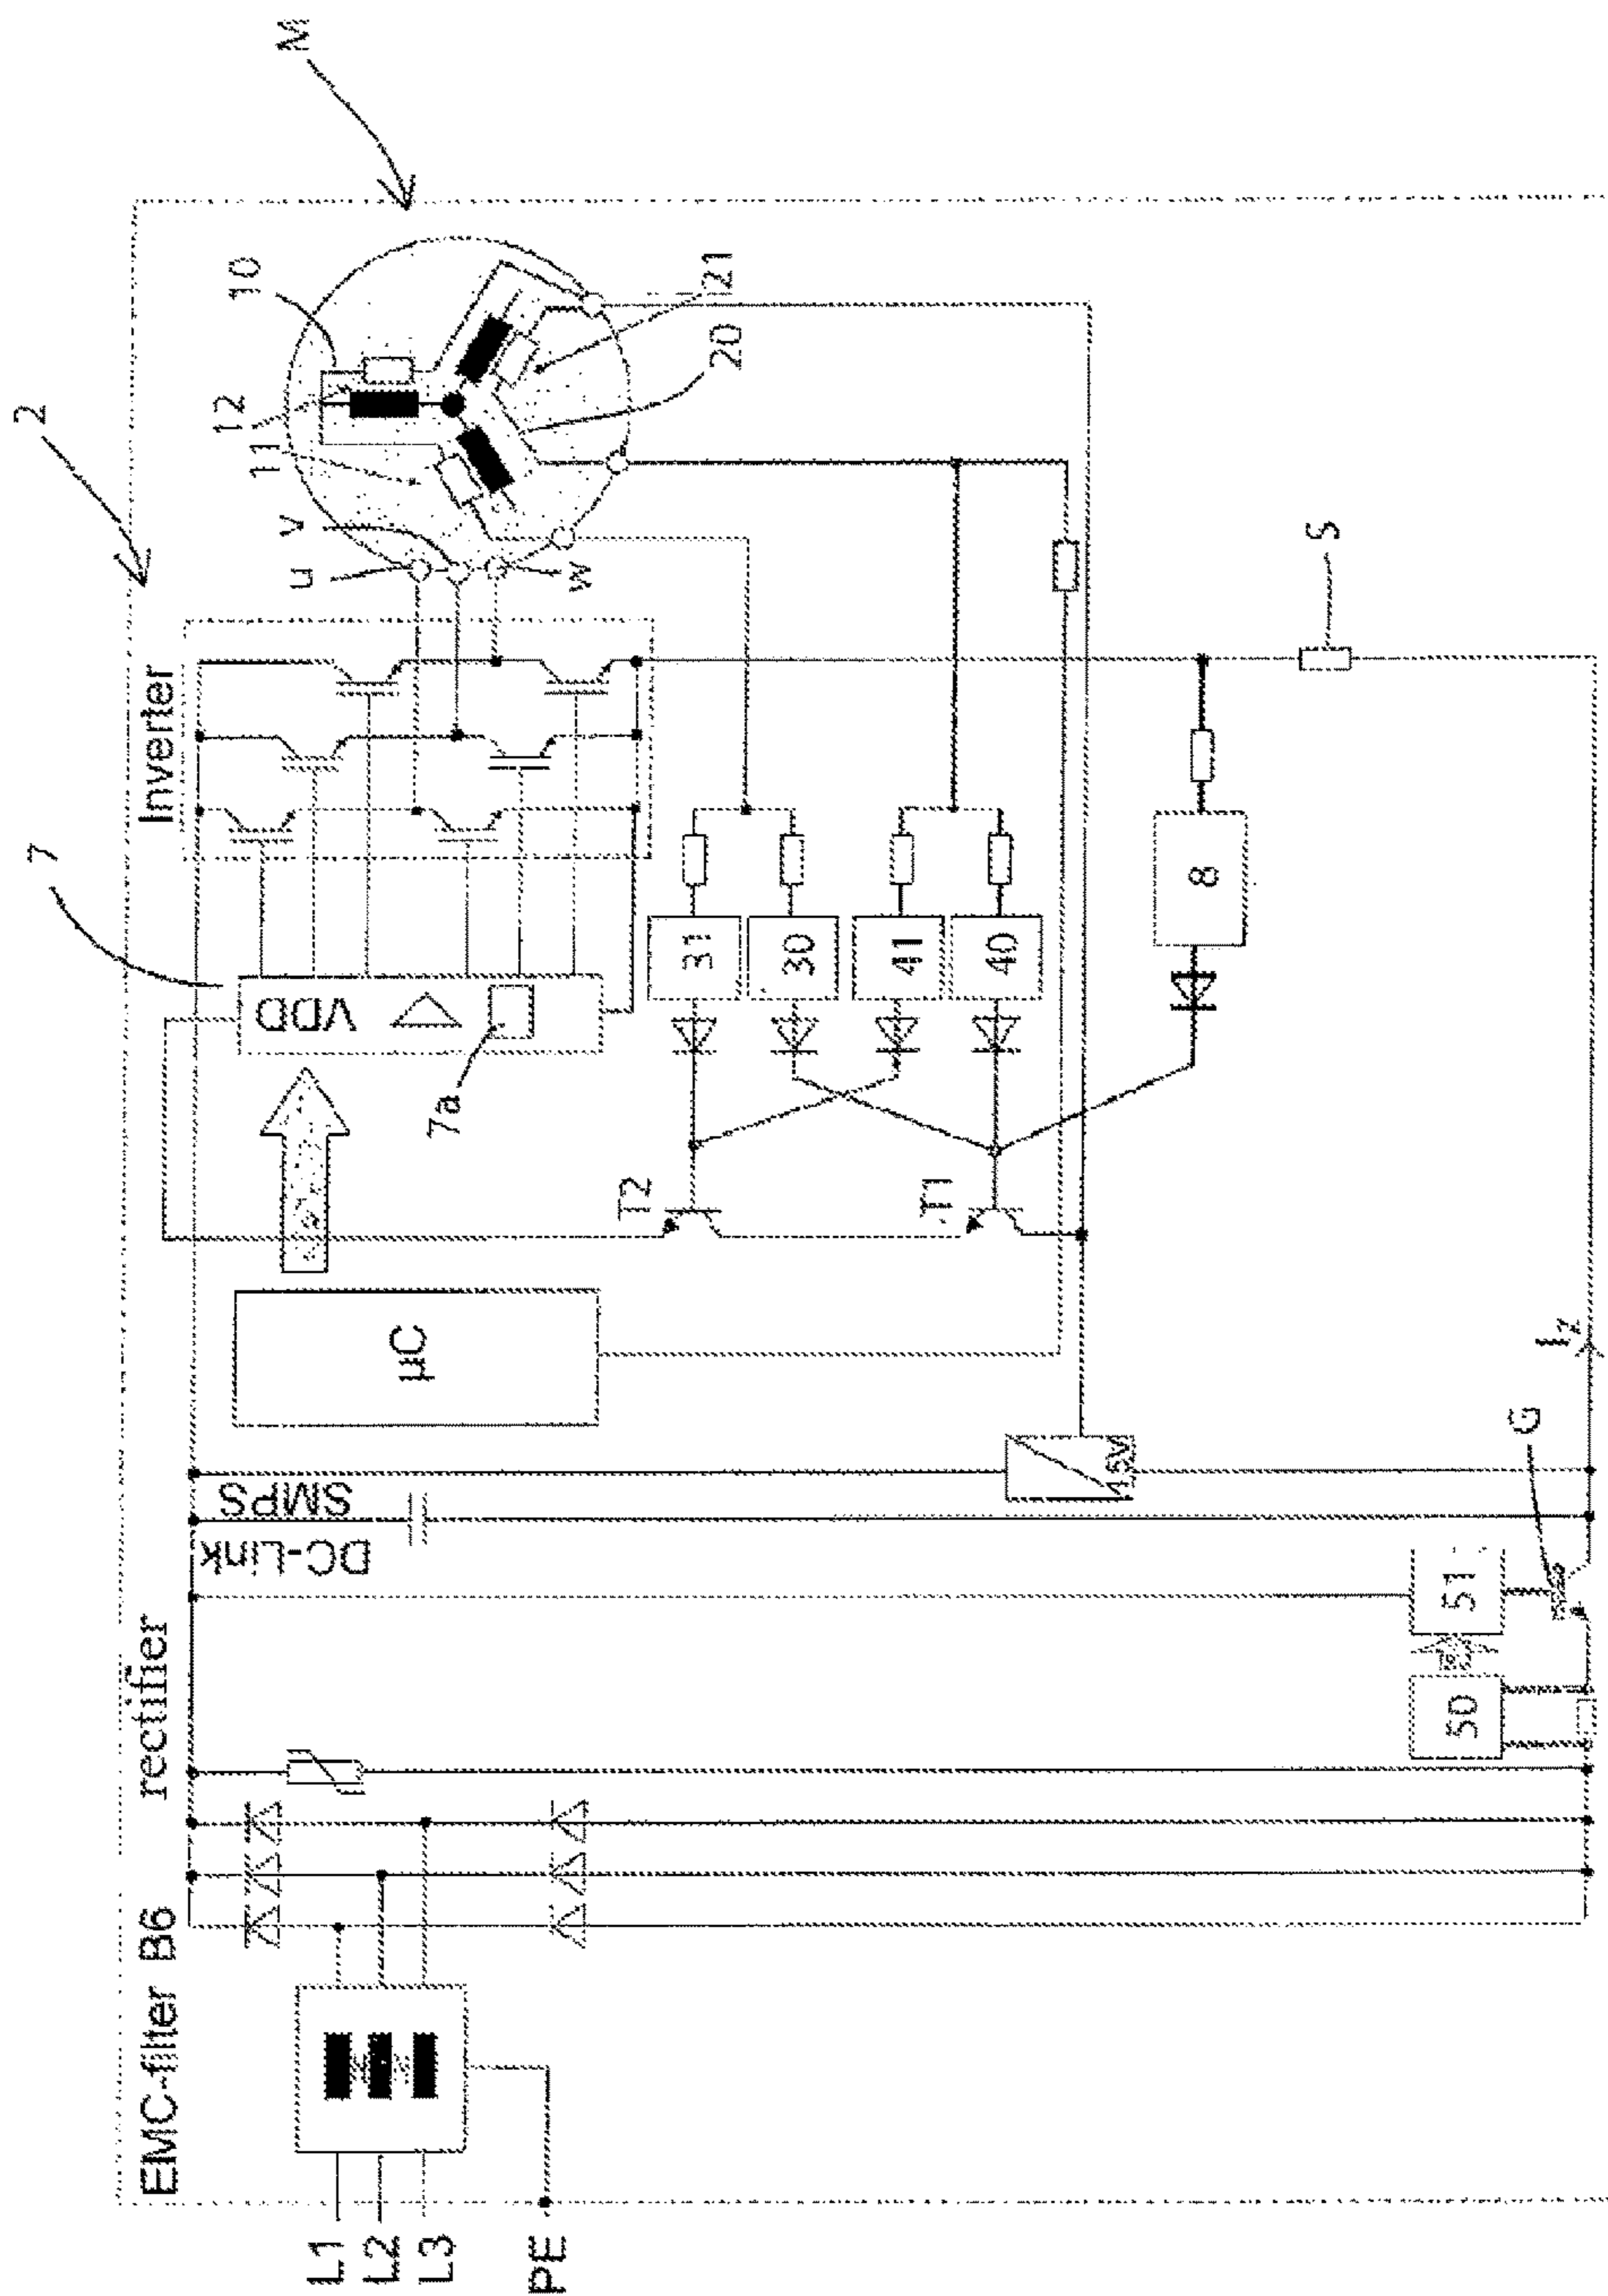 EMC-filter B6 rectifier
Inverter
2
M
L1
L2
L3
PE
DC-Link
SMPS
µC
7
VDD
7a
u
v
w
10
12
11
21
20
T2
T1
31
30
41
40
8
15V
S
50
51
G
Iz